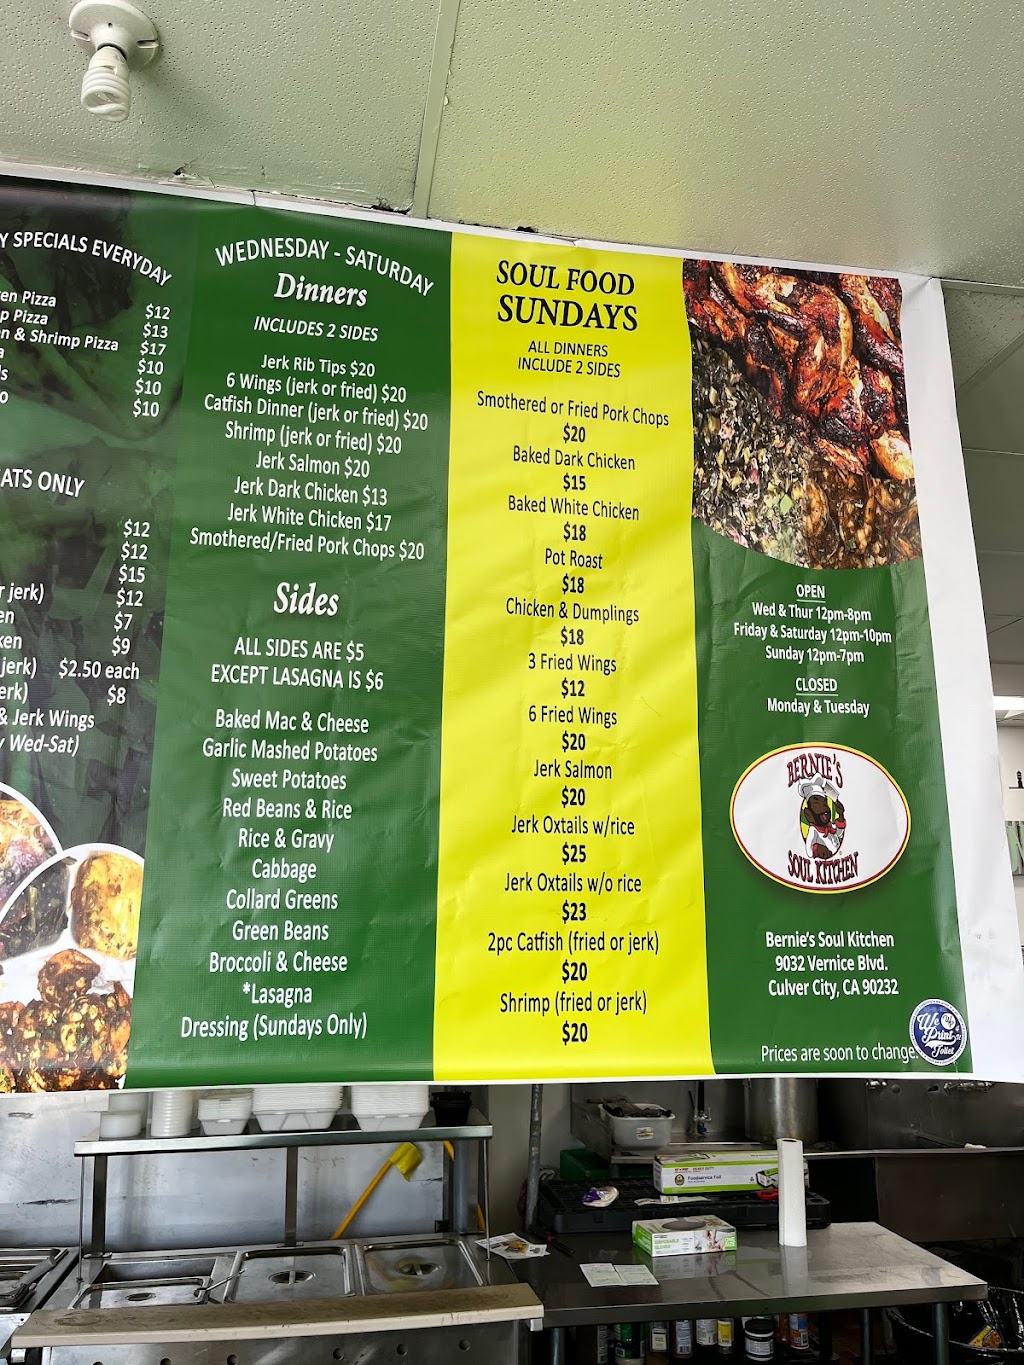 Y SPECIALS EVERYDAY
en Pizza $12
p Pizza $13
n & Shrimp Pizza $17
a $10
ls $10
o $10
ATS ONLY
$12
$12
$15
r jerk) $12
en $7
ken $9
jerk) $2.50 each
erk) $8
& Jerk Wings
y Wed-Sat)
WEDNESDAY - SATURDAY
Dinners
INCLUDES 2 SIDES
Jerk Rib Tips $20
6 Wings (jerk or fried) $20
Catfish Dinner (jerk or fried) $20
Shrimp (jerk or fried) $20
Jerk Salmon $20
Jerk Dark Chicken $13
Jerk White Chicken $17
Smothered/Fried Pork Chops $20
Sides
ALL SIDES ARE $5
EXCEPT LASAGNA IS $6
Baked Mac & Cheese
Garlic Mashed Potatoes
Sweet Potatoes
Red Beans & Rice
Rice & Gravy
Cabbage
Collard Greens
Green Beans
Broccoli & Cheese
*Lasagna
Dressing (Sundays Only)
SOUL FOOD
SUNDAYS
ALL DINNERS
INCLUDE 2 SIDES
Smothered or Fried Pork Chops
$20
Baked Dark Chicken
$15
Baked White Chicken
$18
Pot Roast
$18
Chicken & Dumplings
$18
3 Fried Wings
$12
6 Fried Wings
$20
Jerk Salmon
$20
Jerk Oxtails w/rice
$25
Jerk Oxtails w/o rice
$23
2pc Catfish (fried or jerk)
$20
Shrimp (fried or jerk)
$20
OPEN
Wed & Thur 12pm-8pm
Friday & Saturday 12pm-10pm
Sunday 12pm-7pm
CLOSED
Monday & Tuesday
BERNIE'S
SOUL KITCHEN
Bernie's Soul Kitchen
9032 Vernice Blvd.
Culver City, CA 90232
Prices are soon to change.
We
Print
Toilet
Foodservice Foil